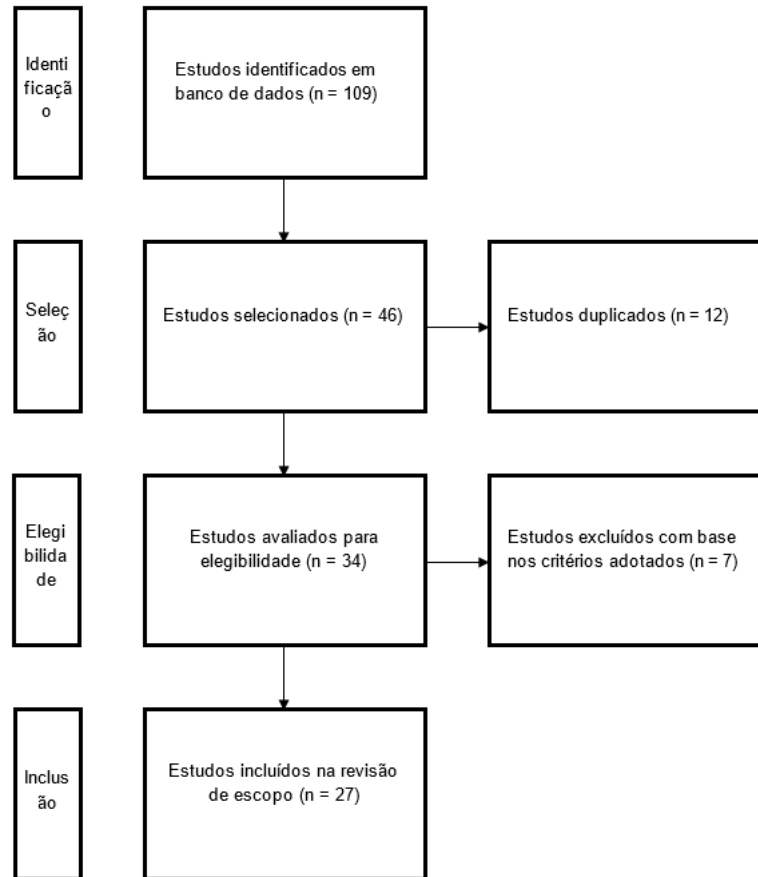 Identi
ficaçã
o
Estudos identificados em
banco de dados (n = 109)
Seleç
ão
Estudos selecionados (n = 46)
Estudos duplicados (n = 12)
Elegi
bilida
de
Estudos avaliados para
elegibilidade (n = 34)
Estudos excluídos com base
nos critérios adotados (n = 7)
Inclus
ão
Estudos incluídos na revisão
de escopo (n = 27)